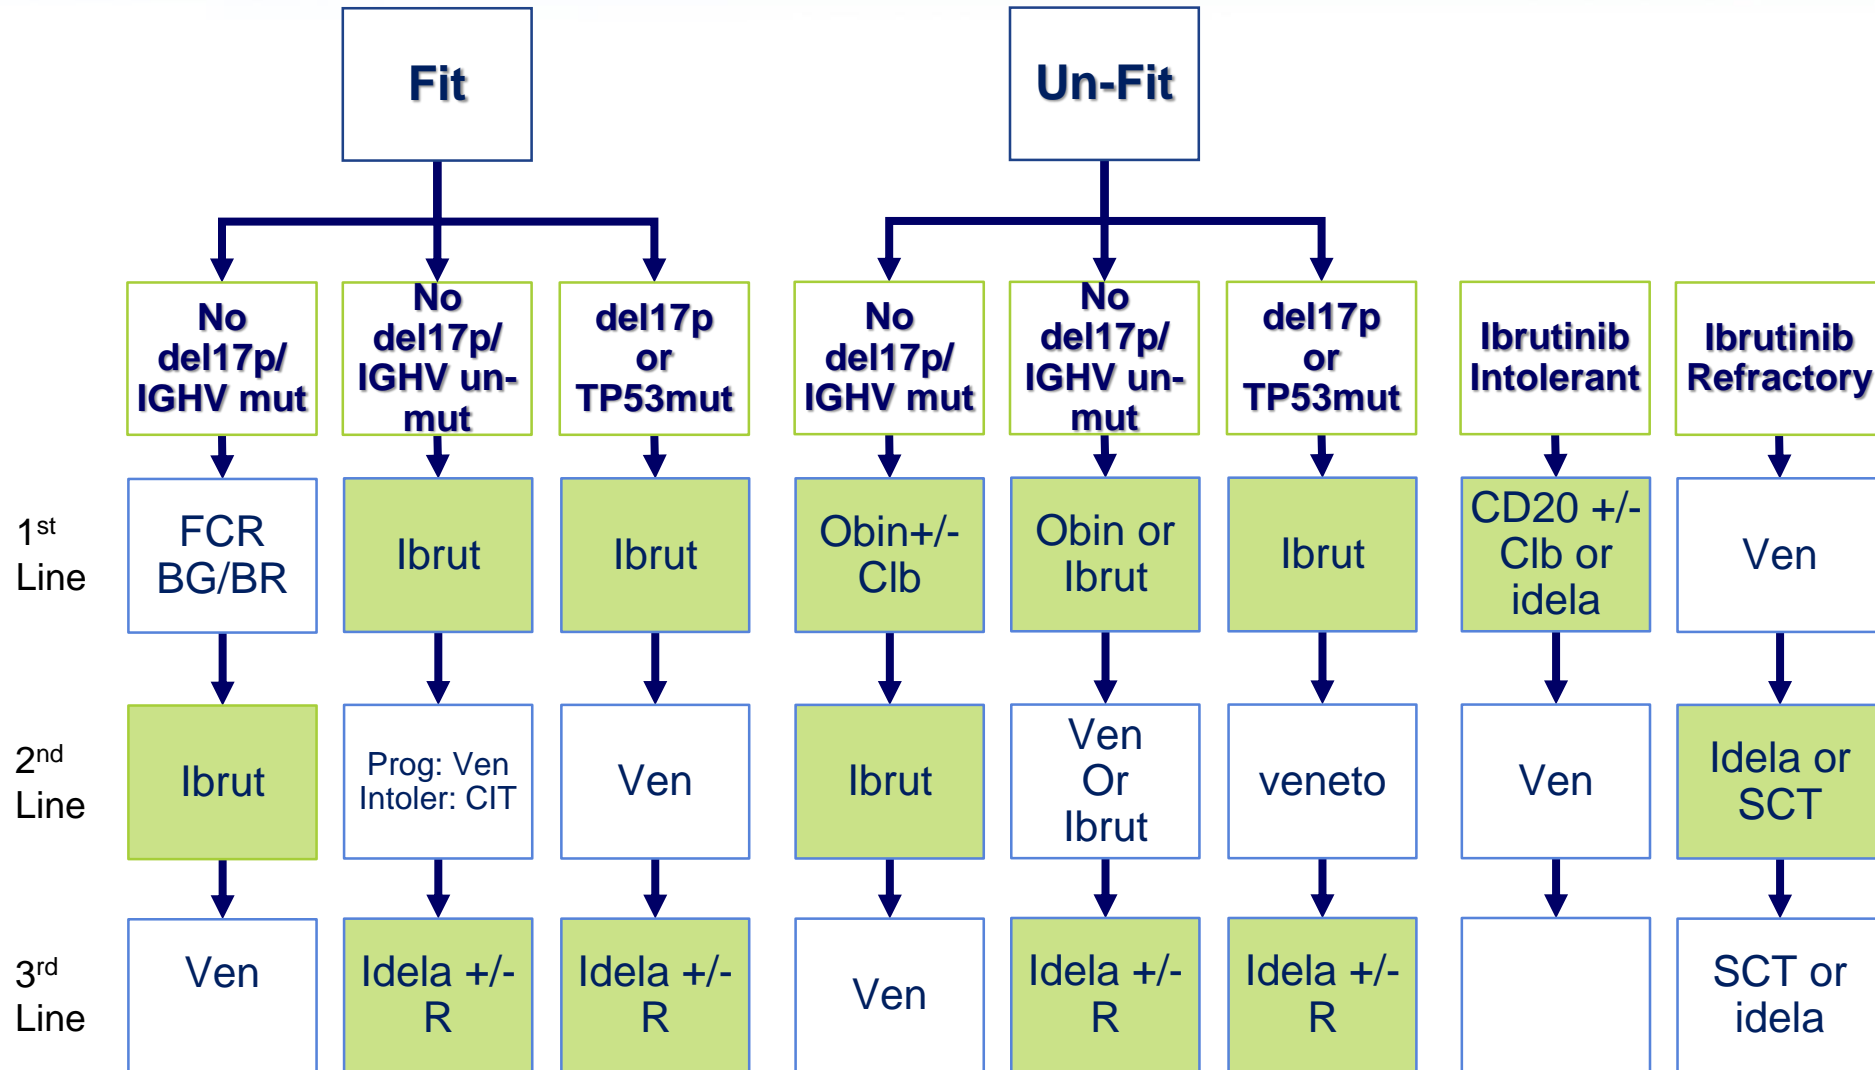 Fit
Un-Fit
No
del17p/
IGHV mut
No
del17p/
IGHV un-
mut
del17p
or
TP53mut
No
del17p/
IGHV mut
No
del17p/
IGHV un-
mut
del17p
or
TP53mut
Ibrutinib
Intolerant
Ibrutinib
Refractory
1st
Line
FCR
BG/BR
Ibrut
Ibrut
Obin+/-
Clb
Obin or
Ibrut
Ibrut
CD20 +/-
Clb or
idela
Ven
2nd
Line
Ibrut
Prog: Ven
Intoler: CIT
Ven
Ibrut
Ven
Or
Ibrut
veneto
Ven
Idela or
SCT
3rd
Line
Ven
Idela +/-
R
Idela +/-
R
Ven
Idela +/-
R
Idela +/-
R
SCT or
idela